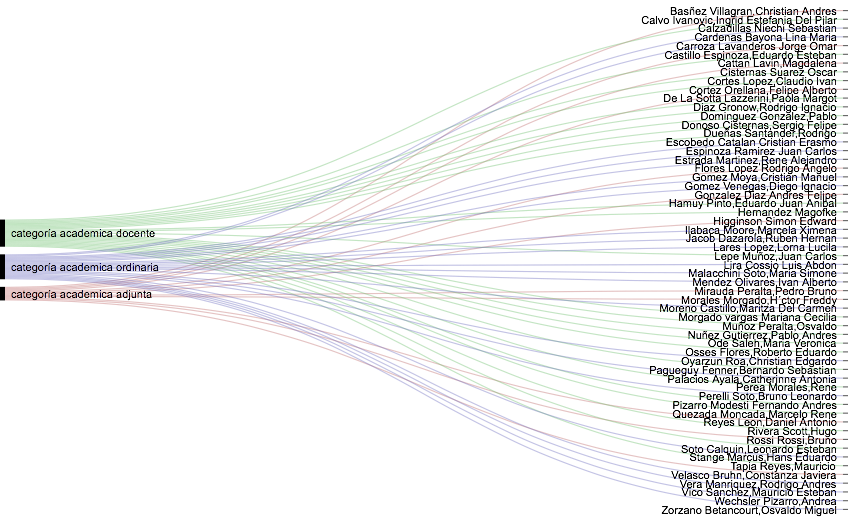 categoría academica docente
categoría academica ordinaria
categoría academica adjunta
Basñez Villagran,Christian Andres
Calvo Ivanovic,Ingrid Estefania Del Pilar
Calzadillas Niechi Sebastian
Cardenas Bayona Lina Maria
Carroza Lavanderos Jorge Omar
Castillo Espinoza,Eduardo Esteban
Cattan Lavin,Magdalena
Cisternas Suarez Oscar
Cortes Lopez,Claudio Ivan
Cortez Orellana,Felipe Alberto
De La Sotta Lazzerini,Paola Margot
Diaz Gronow,Rodrigo Ignacio
Dominguez González,Pablo
Donoso Cisternas,Sergio Felipe
Dueñas Santander,Rodrigo
Escobedo Catalan Cristian Erasmo
Espinoza Ramirez Juan Carlos
Estrada Martinez,Rene Alejandro
Flores Lopez Rodrigo Angelo
Gomez Moya,Cristian Manuel
Gomez Venegas,Diego Ignacio
Gonzalez Diaz Andres Felipe
Hamuy Pinto,Eduardo Juan Anibal
Hernandez Magofke
Higginson Simon Edward
Ilabaca Moore,Marcela Ximena
Jacob Dazarola,Ruben Hernan
Lares Lopez,Lorna Lucila
Lepe Muñoz,Juan Carlos
Lira Cossio Luis Abdon
Malacchini Soto,Maria Simone
Mendez Olivares,Ivan Alberto
Mirauda Peralta,Pedro Bruno
Morales Morgado,H¨ctor Freddy
Moreno Castillo,Maritza Del Carmen
Morgado vargas Mariana Cecilia
Muñoz Peralta,Osvaldo
Nuñez Gutierrez,Pablo Andres
Ode Saleh,Maria Veronica
Osses Flores,Roberto Eduardo
Oyarzun Roa,Christian Edgardo
Pagueguy Fenner,Bernardo Sebastian
Palacios Ayala,Catherinne Antonia
Perea Morales,Rene
Perelli Soto,Bruno Leonardo
Pizarro Modesti Fernando Andres
Quezada Moncada,Marcelo Rene
Reyes Leon,Daniel Antonio
Rivera Scott,Hugo
Rossi Rossi,Bruno
Soto Calquin,Leonardo Esteban
Stange Marcus,Hans Eduardo
Tapia Reyes,Mauricio
Velasco Bruhn,Constanza Javiera
Vera Manriquez,Rodrigo Andres
Vico Sanchez,Mauricio Esteban
Wechsler Pizarro,Andrea
Zorzano Betancourt,Osvaldo Miguel